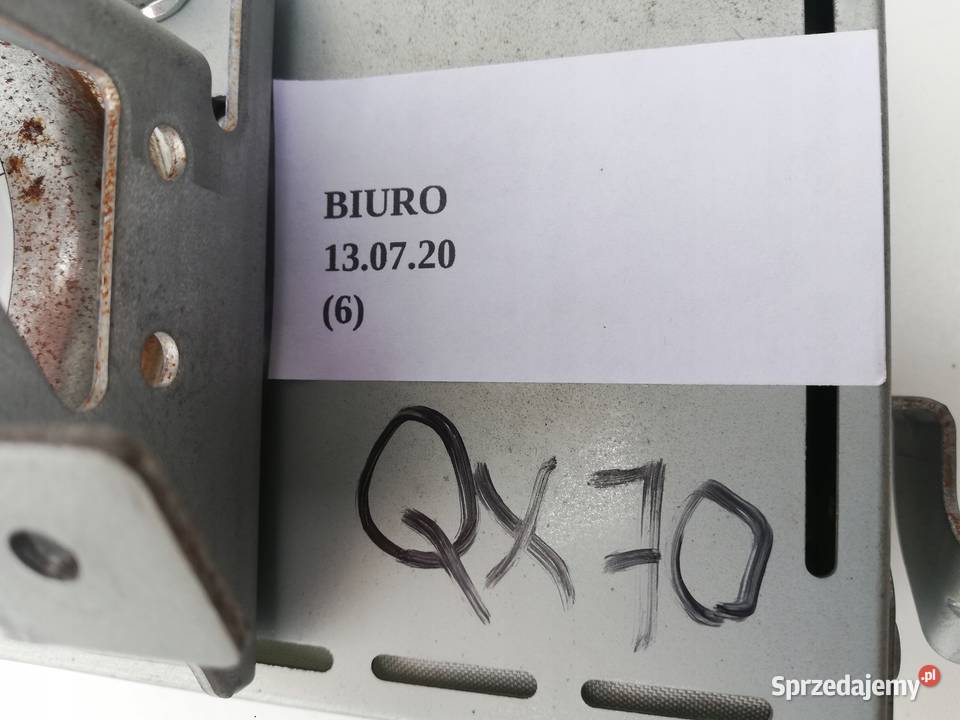 BIURO
13.07.20
(6)
QX70
Sprzedajemy.pl